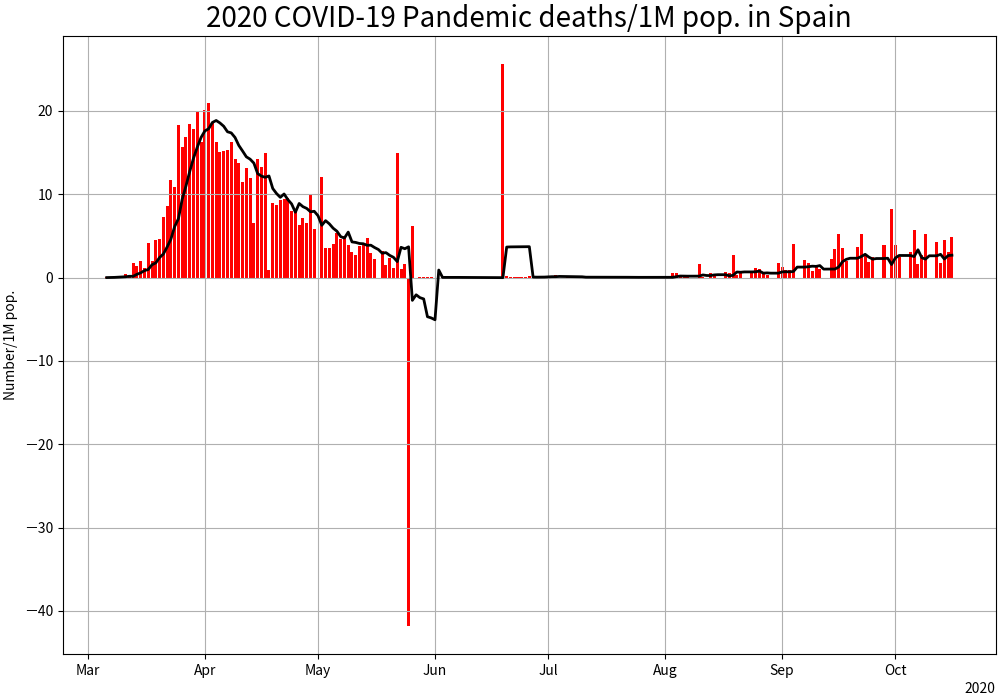 2020 COVID-19 Pandemic deaths/1M pop. in Spain
Number/1M pop.
20
10
0
−10
−20
−30
−40
Mar Apr May Jun Jul Aug Sep Oct
2020